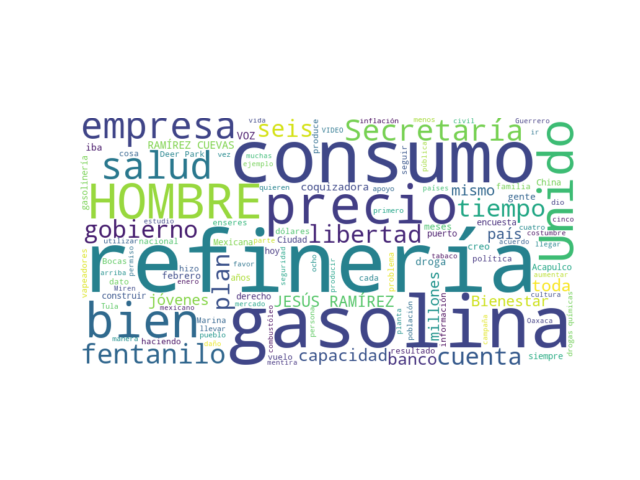 empresa
seis
Secretaría
VOZ
RAMÍREZ CUEVAS
iba
cosa
Deer Park
vez
muchas
ejemplo
vida
produce
VIDEO
inflación
menos
civil
Guerrero
ir
seguir
pública
gasolinería
salud
consumo
unido
HOMBRE
precio
quieren
coquizadora
apoyo
países
familia
China
mismo
gente
primero
tiempo
dio
cinco
estudio
enseres
gobierno
libertad
dólares
meses
puerto
país
encuesta
cuatro
costumbre
utilizar
nacional
Mexicana
parte
Ciudad
hoy
creo
acuerdo
llegar
refinería
vapeadores
Bocas
permiso
arriba
dato
Wiren
construir
hizo
febrero
plan
años
seguridad
ocho
producir
cada
problema
droga
tabaco
política
enero
aumentar
Acapulco
toda
cultura
Tula
mexicano
jóvenes
mercado
derecho
JESÚS RAMÍREZ
millones
información
Bienestar
Oaxaca
drogas químicas
bien
Marina
llevar
pueblo
manera
haciendo
daño
gasolina
combustóleo
persona
planta
población
campaña
fentanilo
vuelo
mentira
capacidad
resultado
banco
cuenta
siempre